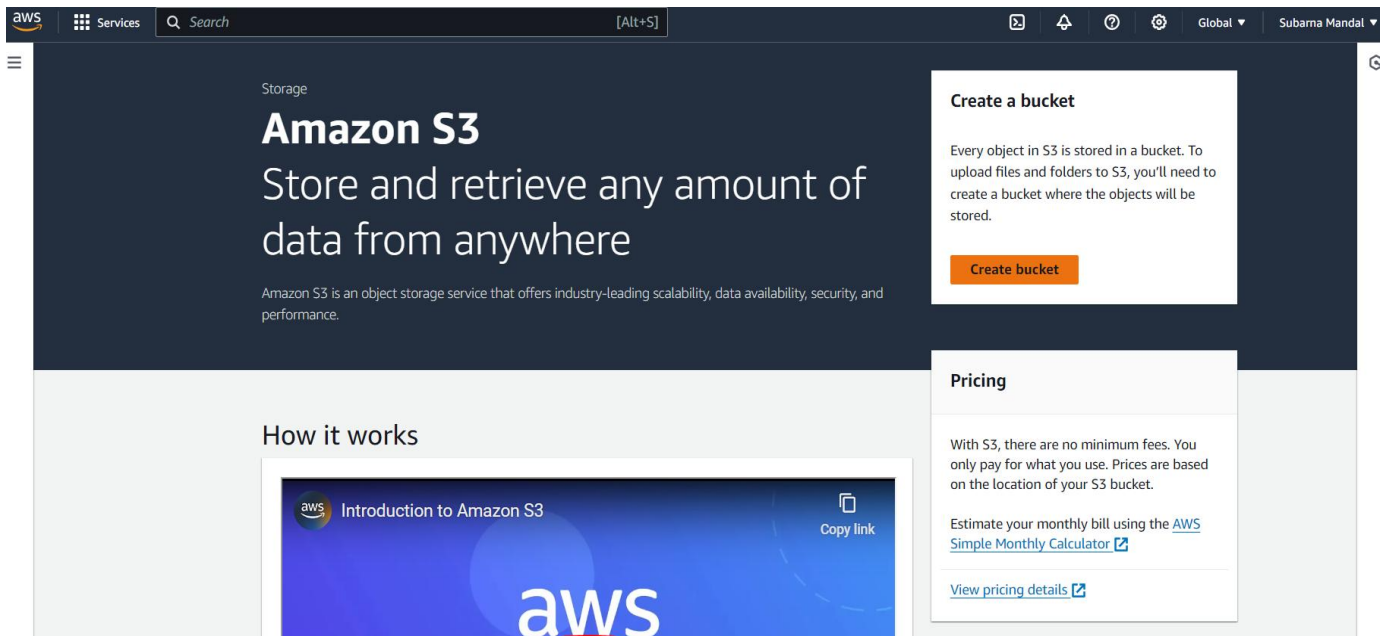 aws
Services
Search
[Alt+S]
Global
Subarna Mandal
Storage
Amazon S3
Store and retrieve any amount of
data from anywhere
Amazon S3 is an object storage service that offers industry-leading scalability, data availability, security, and
performance.
Create a bucket
Every object in S3 is stored in a bucket. To
upload files and folders to S3, you'll need to
create a bucket where the objects will be
stored.
Create bucket
How it works
aws
Introduction to Amazon S3
Copy link
aws
Pricing
With S3, there are no minimum fees. You
only pay for what you use. Prices are based
on the location of your S3 bucket.
Estimate your monthly bill using the AWS
Simple Monthly Calculator
View pricing details